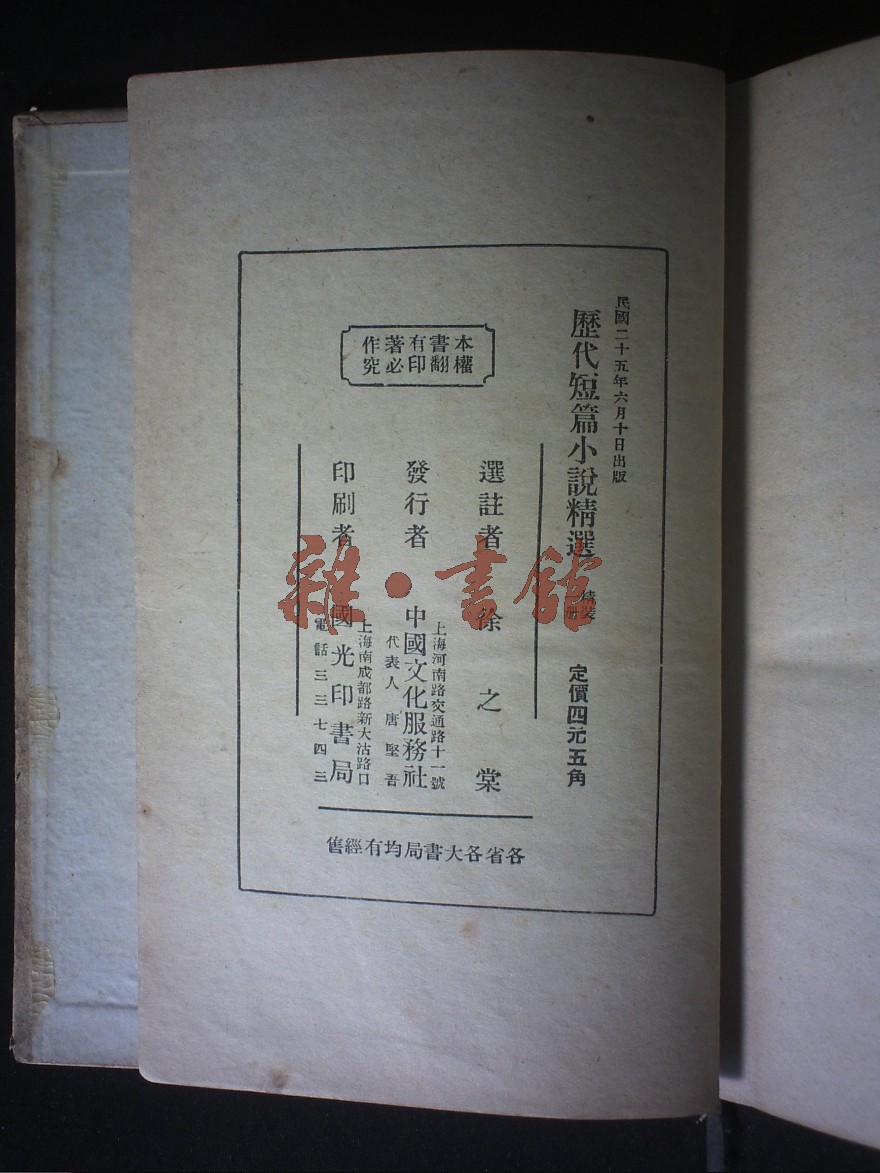 民國二十五年六月十日出版
歷代短篇小說精選
精裝
册
定價四元五角
本書有著作
權翻印必究
選註者 徐之棠
發行者 中國文化服務社
上海河南路交通路十一號
代表人 唐堅吾
印刷者 國光印書局
上海南成都路新大沽路口
電話三三七四三
各省各大書局均有經售
雜·書館